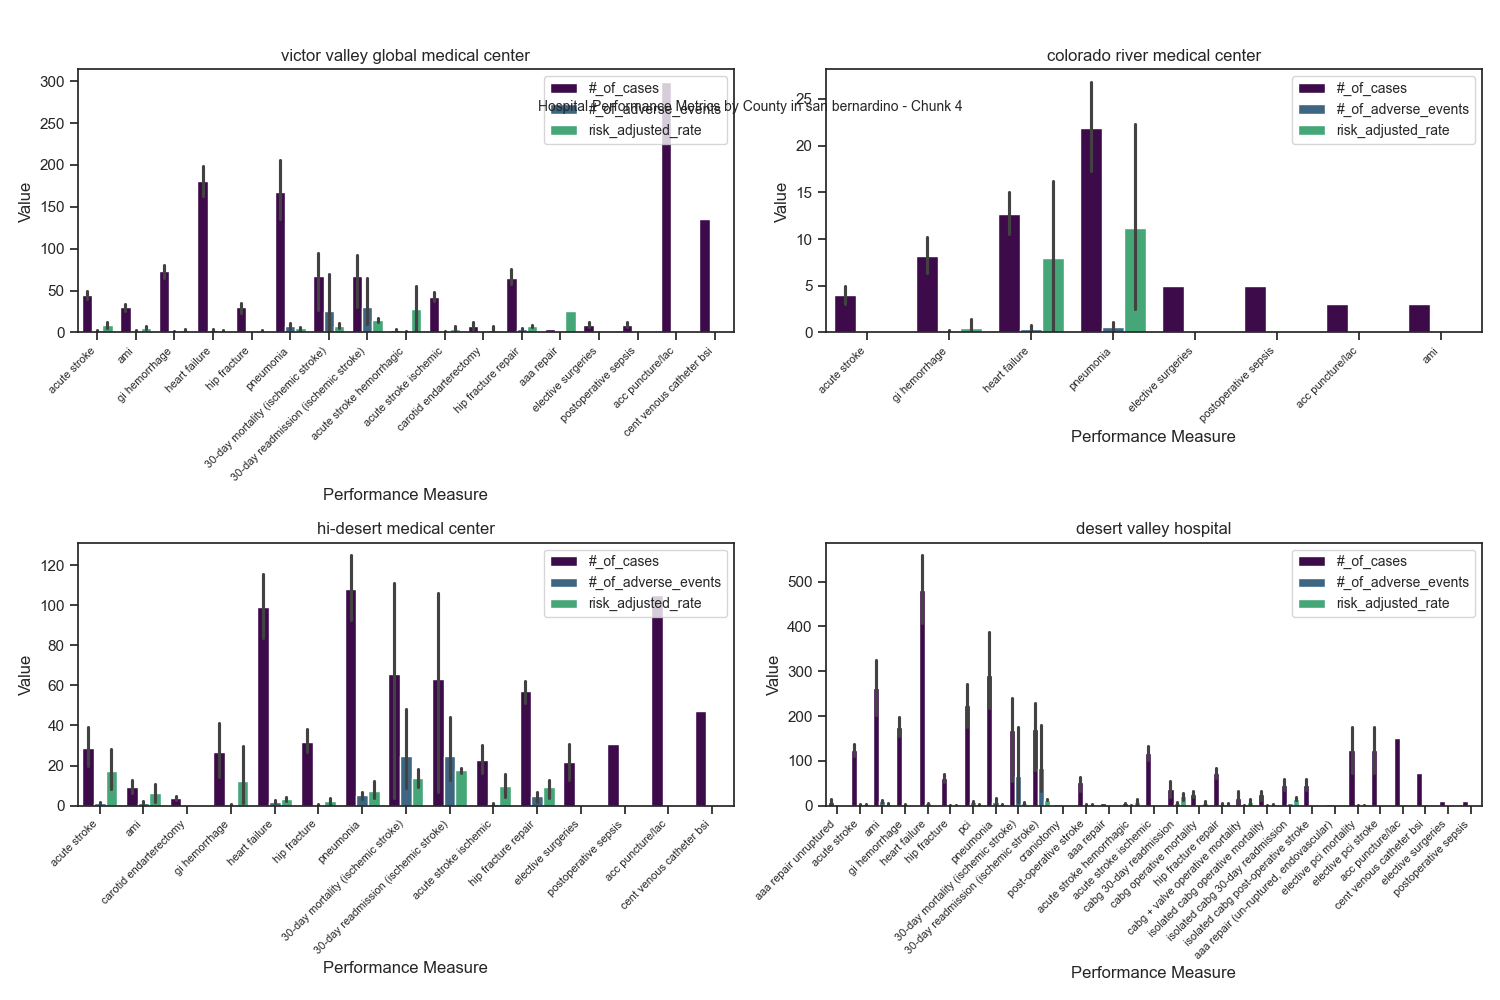 victor valley global medical center
300
250
200
150
100
50
0
Value
#_of_cases
#_of_adverse_events
risk_adjusted_rate
acute stroke
ami
gi hemorrhage
heart failure
hip fracture
pneumonia
30-day mortality (ischemic stroke)
30-day readmission (ischemic stroke)
acute stroke hemorrhagic
acute stroke ischemic
carotid endarterectomy
hip fracture repair
aaa repair
elective surgeries
postoperative sepsis
acc puncture/lac
cent venous catheter bsi
Performance Measure
Hospital Performance Metrics by County in san bernardino - Chunk 4
colorado river medical center
25
20
15
10
5
0
Value
#_of_cases
#_of_adverse_events
risk_adjusted_rate
acute stroke
gi hemorrhage
heart failure
pneumonia
elective surgeries
postoperative sepsis
acc puncture/lac
ami
Performance Measure
hi-desert medical center
120
100
80
60
40
20
0
Value
#_of_cases
#_of_adverse_events
risk_adjusted_rate
acute stroke
ami
carotid endarterectomy
gi hemorrhage
heart failure
hip fracture
pneumonia
30-day mortality (ischemic stroke)
30-day readmission (ischemic stroke)
acute stroke ischemic
hip fracture repair
elective surgeries
postoperative sepsis
acc puncture/lac
cent venous catheter bsi
Performance Measure
desert valley hospital
500
400
300
200
100
0
Value
#_of_cases
#_of_adverse_events
risk_adjusted_rate
aaa repair unruptured
acute stroke
ami
gi hemorrhage
heart failure
hip fracture
pci
pneumonia
30-day mortality (ischemic stroke)
30-day readmission (ischemic stroke)
craniotomy
post-operative stroke
aaa repair
acute stroke hemorrhagic
acute stroke ischemic
cabg 30-day readmission
cabg operative mortality
hip fracture repair
cabg + valve operative mortality
isolated cabg operative mortality
isolated cabg 30-day readmission
isolated cabg post-operative stroke
aaa repair (un-ruptured, endovascular)
elective pci mortality
elective pci stroke
acc puncture/lac
cent venous catheter bsi
elective surgeries
postoperative sepsis
Performance Measure